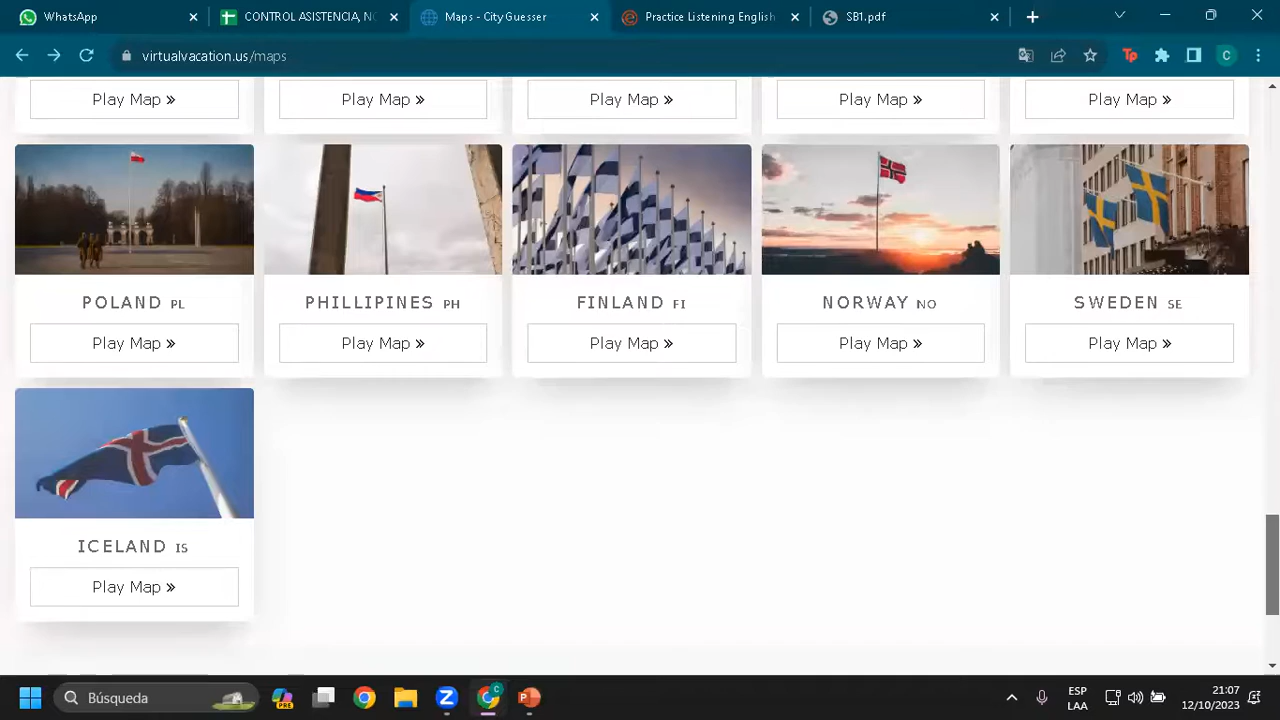 WhatsApp
CONTROL ASISTENCIA, NO
Maps - City Guesser
Practice Listening English
SB1.pdf
virtualvacation.us/maps
C
Play Map »
Play Map »
Play Map »
Play Map »
Play Map »
POLAND PL
PHILLIPINES PH
FINLAND FI
NORWAY NO
SWEDEN SE
Play Map »
Play Map »
Play Map »
Play Map »
Play Map »
ICELAND IS
Play Map »
Búsqueda
PRE
ESP
LAA
21:07
12/10/2023